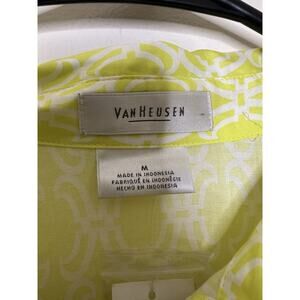 VAN HEUSEN
M
MADE IN INDONESIA
FABRIQUÉ EN INDONÉSIE
HECHO EN INDONESIA